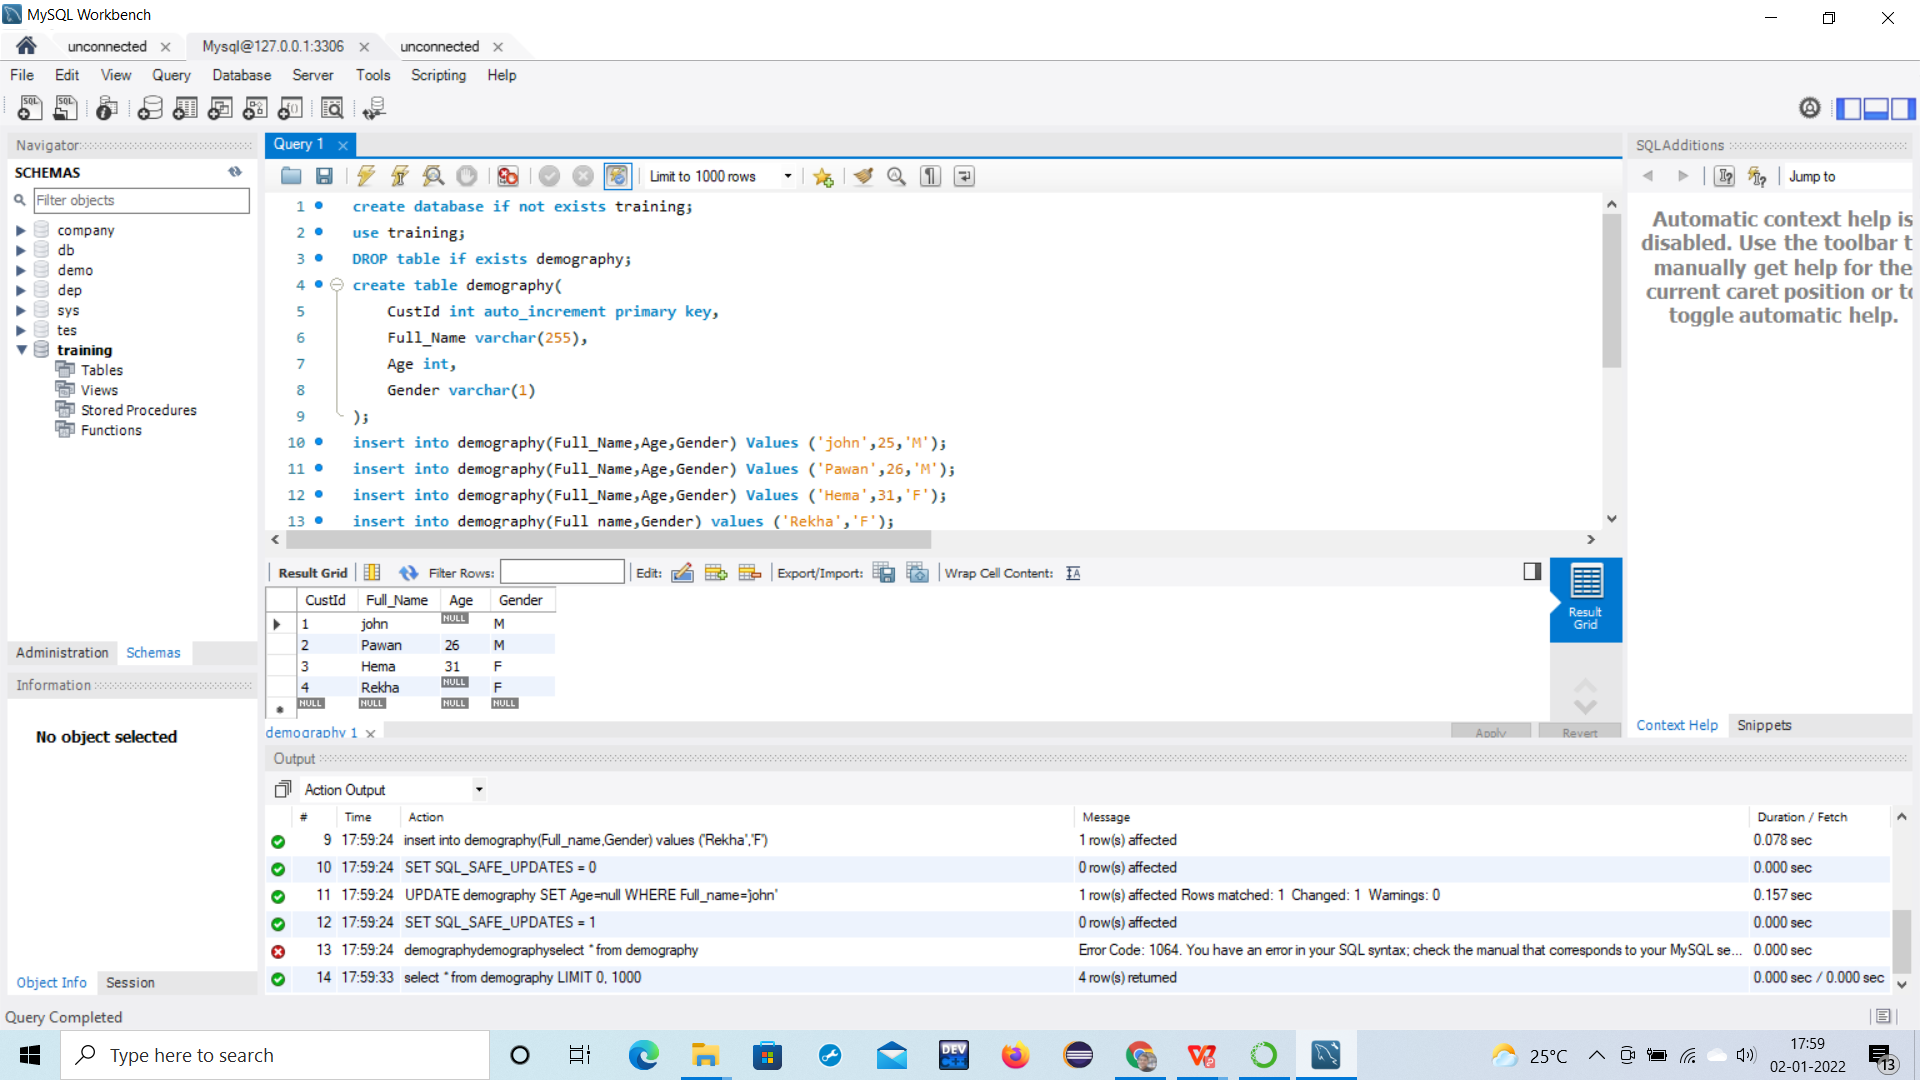 MySQL Workbench
unconnected
Mysql@127.0.0.1:3306
unconnected
File Edit View Query Database Server Tools Scripting Help
Navigator
SCHEMAS
Filter objects
company
db
demo
dep
sys
tes
training
Tables
Views
Stored Procedures
Functions
Administration Schemas
Information
No object selected
Object Info Session
Query 1
Limit to 1000 rows
1 create database if not exists training;
2 use training;
3 DROP table if exists demography;
4 create table demography(
5 CustId int auto_increment primary key,
6 Full_Name varchar(255),
7 Age int,
8 Gender varchar(1)
9 );
10 insert into demography(Full_Name,Age,Gender) Values ('john',25,'M');
11 insert into demography(Full_Name,Age,Gender) Values ('Pawan',26,'M');
12 insert into demography(Full_Name,Age,Gender) Values ('Hema',31,'F');
13 insert into demography(Full_name,Gender) values ('Rekha','F');
Result Grid Filter Rows: Edit: Export/Import: Wrap Cell Content:
CustId Full_Name Age Gender
1 john NULL M
2 Pawan 26 M
3 Hema 31 F
4 Rekha NULL F
NULL NULL NULL NULL
Result
Grid
demography 1
Apply Revert
SQLAdditions
Jump to
Automatic context help is
disabled. Use the toolbar t
manually get help for the
current caret position or to
toggle automatic help.
Context Help Snippets
Output
Action Output
# Time Action Message Duration / Fetch
9 17:59:24 insert into demography(Full_name,Gender) values ('Rekha','F') 1 row(s) affected 0.078 sec
10 17:59:24 SET SQL_SAFE_UPDATES = 0 0 row(s) affected 0.000 sec
11 17:59:24 UPDATE demography SET Age=null WHERE Full_name='john' 1 row(s) affected Rows matched: 1 Changed: 1 Warnings: 0 0.157 sec
12 17:59:24 SET SQL_SAFE_UPDATES = 1 0 row(s) affected 0.000 sec
13 17:59:24 demographydemographyselect * from demography Error Code: 1064. You have an error in your SQL syntax; check the manual that corresponds to your MySQL se... 0.000 sec
14 17:59:33 select * from demography LIMIT 0, 1000 4 row(s) returned 0.000 sec / 0.000 sec
Query Completed
Type here to search
DEV
25°C
17:59
02-01-2022
13